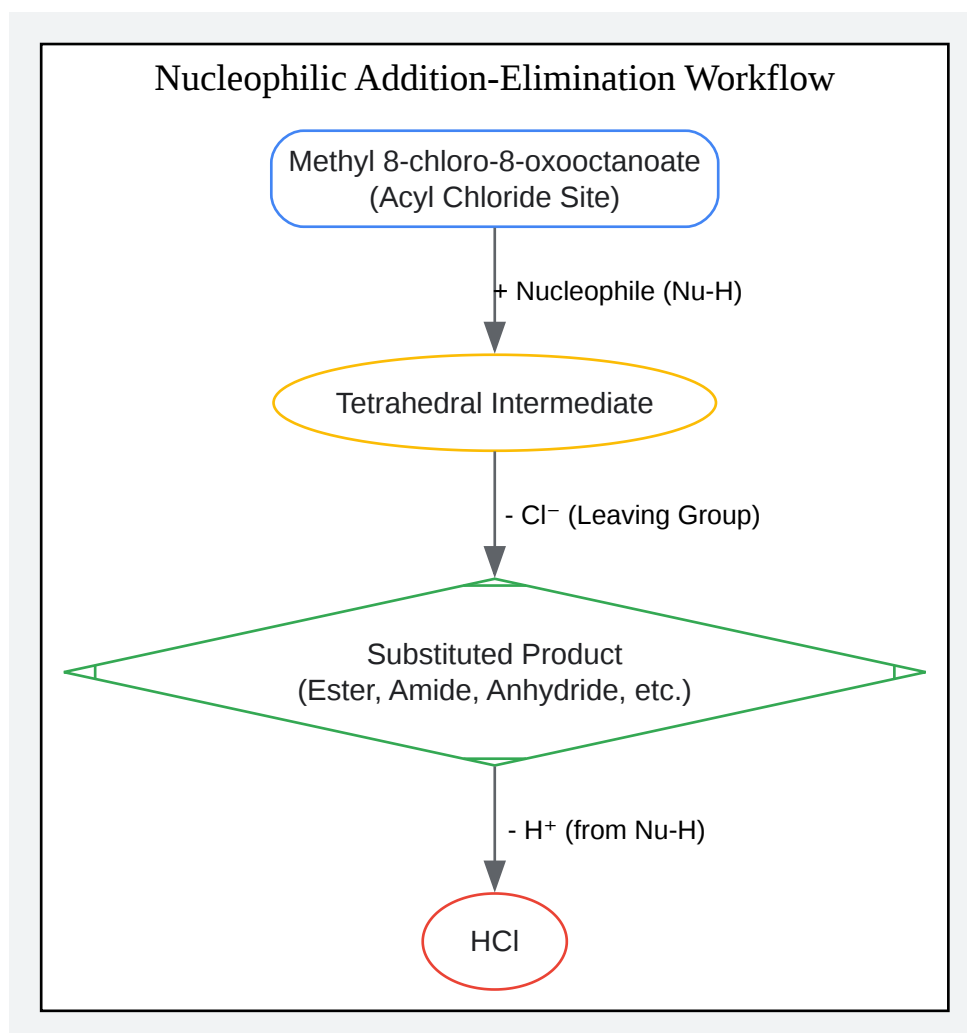 Nucleophilic Addition-Elimination Workflow
Methyl 8-chloro-8-oxooctanoate
(Acyl Chloride Site)
+ Nucleophile (Nu-H)
Tetrahedral Intermediate
- Cl⁻ (Leaving Group)
Substituted Product
(Ester, Amide, Anhydride, etc.)
- H⁺ (from Nu-H)
HCl